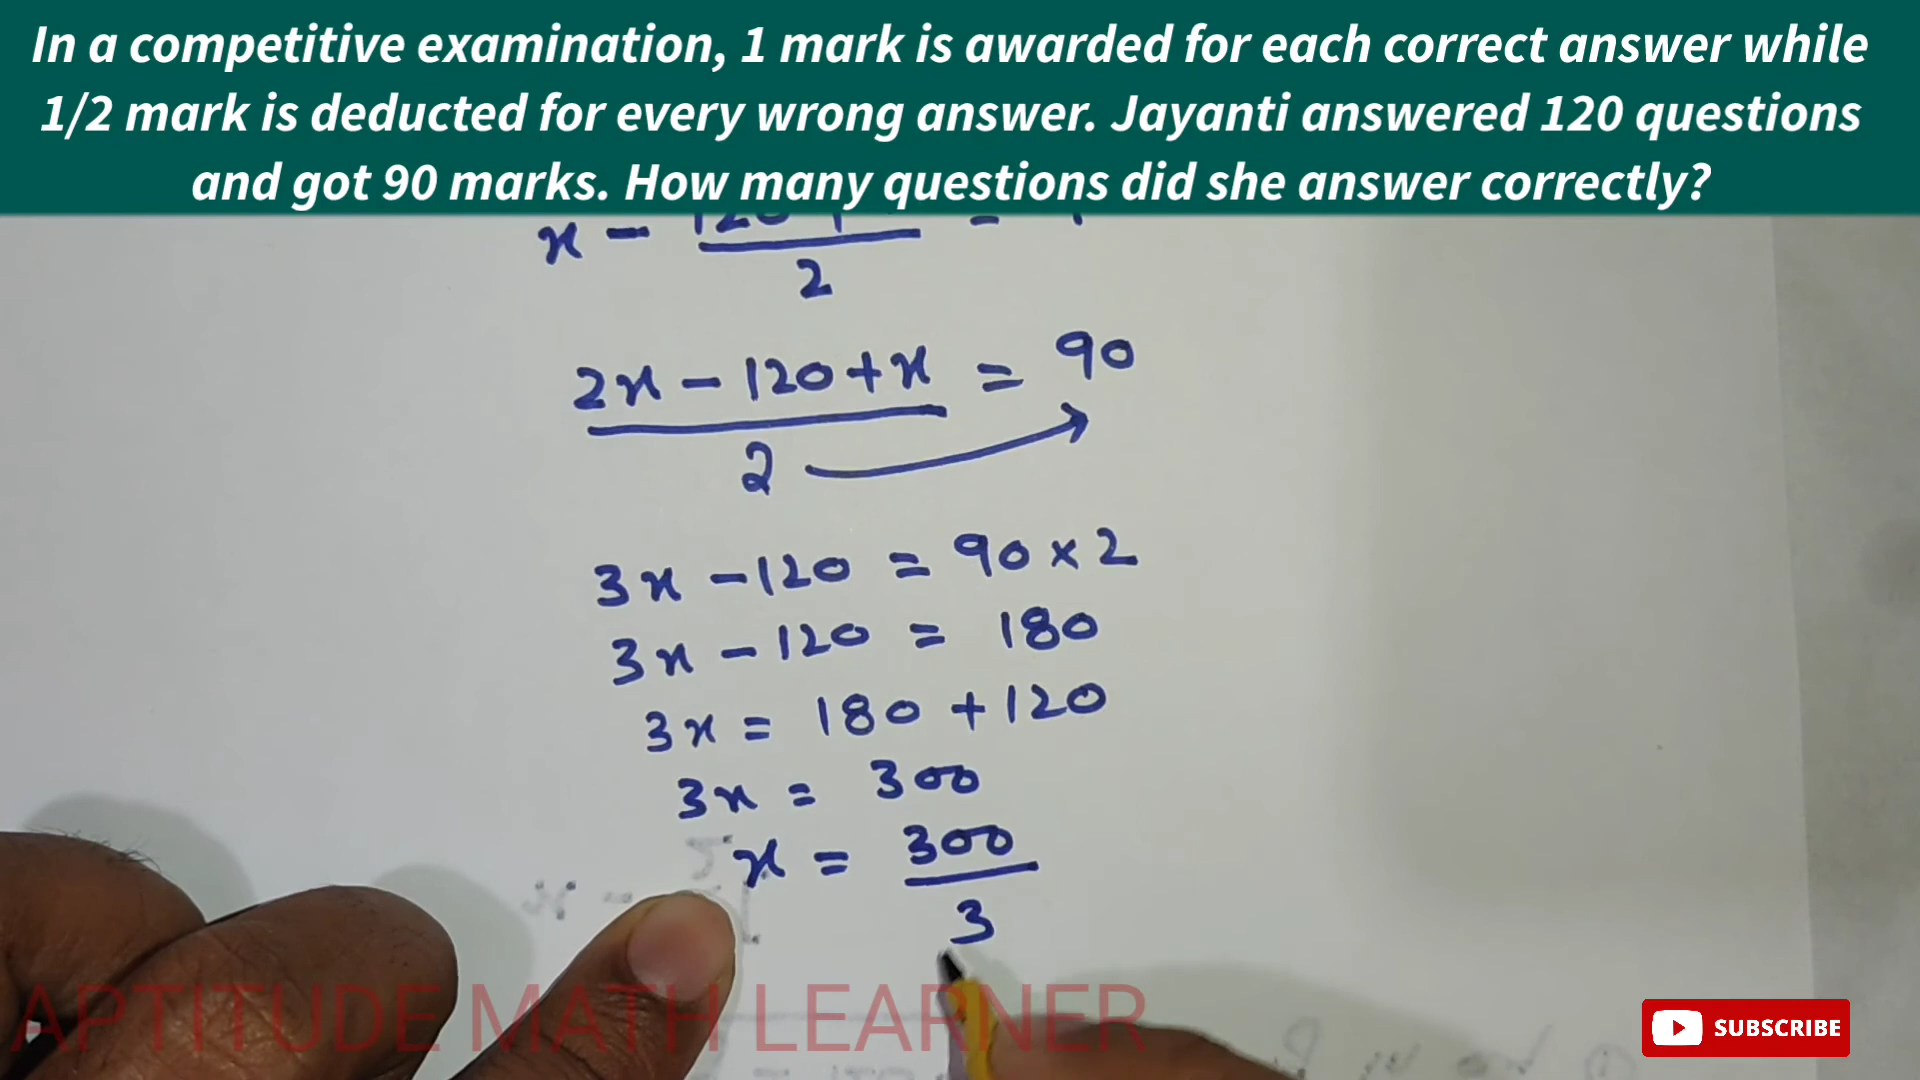 In a competitive examination, 1 mark is awarded for each correct answer while
1/2 mark is deducted for every wrong answer. Jayanti answered 120 questions
and got 90 marks. How many questions did she answer correctly?
x -
2
2x - 120 + x = 90
2
3x - 120 = 90 × 2
3x - 120 = 180
3x = 180 + 120
3x = 300
x = 300
3
APTITUDE MATH LEARNER
SUBSCRIBE